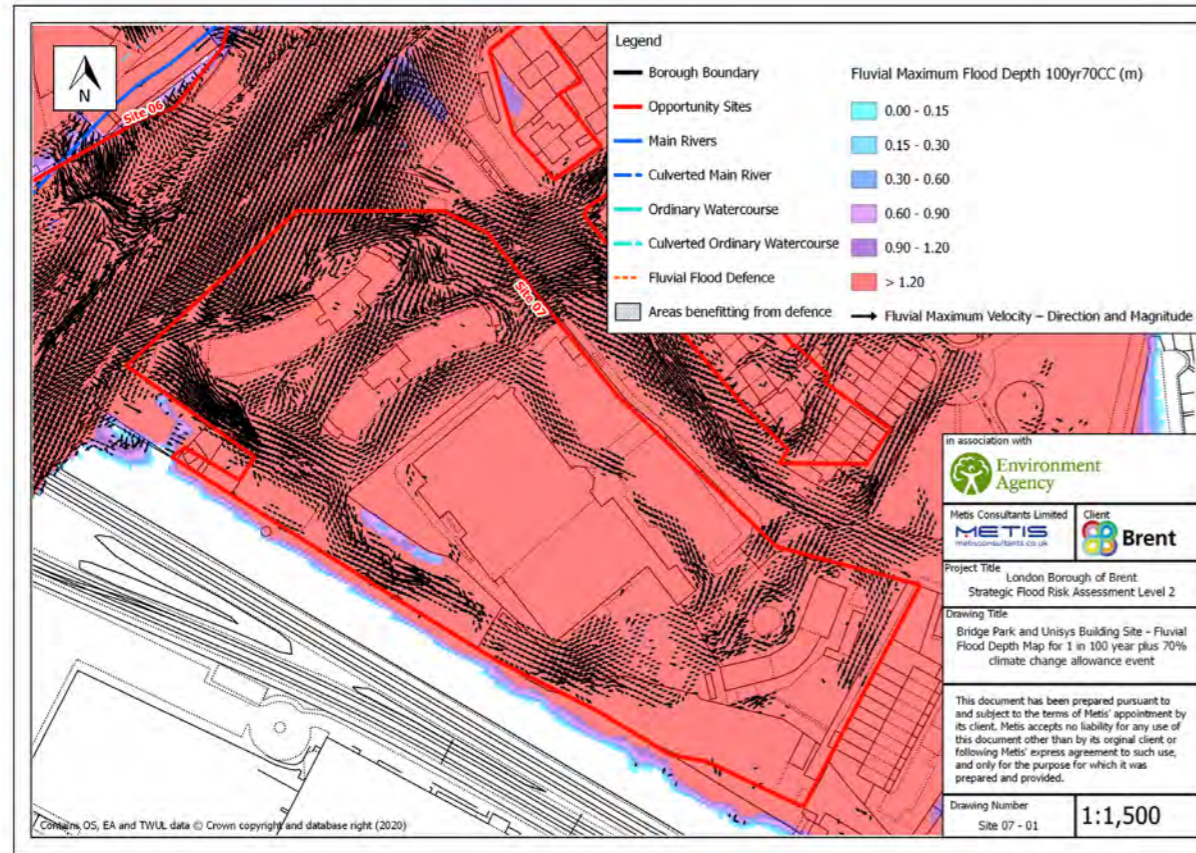 N
Site 06
Site 07
Legend
Borough Boundary
Opportunity Sites
Main Rivers
Culverted Main River
Ordinary Watercourse
Culverted Ordinary Watercourse
Fluvial Flood Defence
Areas benefitting from defence
Fluvial Maximum Flood Depth 100yr70CC (m)
0.00 - 0.15
0.15 - 0.30
0.30 - 0.60
0.60 - 0.90
0.90 - 1.20
> 1.20
Fluvial Maximum Velocity – Direction and Magnitude
in association with
Environment
Agency
Metis Consultants Limited
METIS
metisconsultants.co.uk
Client
Brent
Project Title
London Borough of Brent
Strategic Flood Risk Assessment Level 2
Drawing Title
Bridge Park and Unisys Building Site - Fluvial
Flood Depth Map for 1 in 100 year plus 70%
climate change allowance event
This document has been prepared pursuant to
and subject to the terms of Metis' appointment by
its client. Metis accepts no liability for any use of
this document other than by its orginal client or
following Metis' express agreement to such use,
and only for the purpose for which it was
prepared and provided.
Drawing Number
Site 07 - 01
1:1,500
Contains OS, EA and TWUL data © Crown copyright and database right (2020)